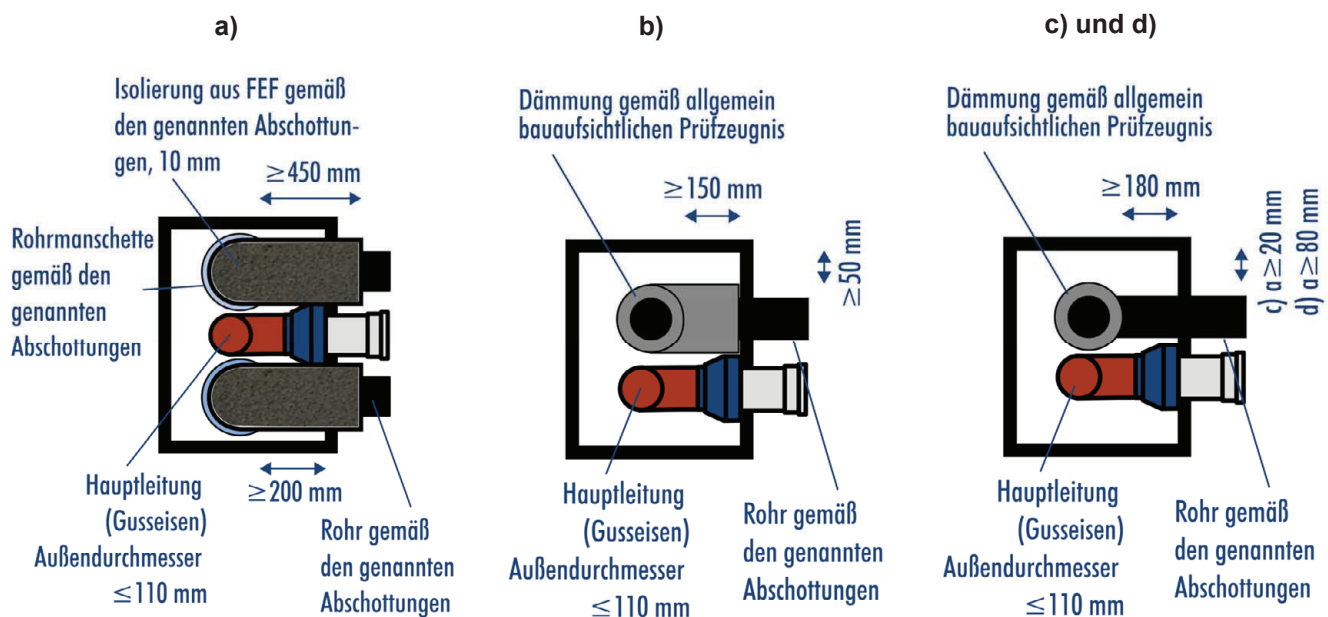 a)
Isolierung aus FEF gemäß
den genannten Abschottun-
gen, 10 mm
≥450 mm
Rohrmanschette
gemäß den
genannten
Abschottungen
≥200 mm
Hauptleitung
(Gusseisen)
Außendurchmesser
≤110 mm
Rohr gemäß
den genannten
Abschottungen
b)
Dämmung gemäß allgemein
bauaufsichtlichen Prüfzeugnis
≥150 mm
≥50 mm
Hauptleitung
(Gusseisen)
Außendurchmesser
≤110 mm
Rohr gemäß
den genannten
Abschottungen
c) und d)
Dämmung gemäß allgemein
bauaufsichtlichen Prüfzeugnis
≥180 mm
c) a≥20 mm
d) a≥80 mm
Hauptleitung
(Gusseisen)
Außendurchmesser
≤110 mm
Rohr gemäß
den genannten
Abschottungen